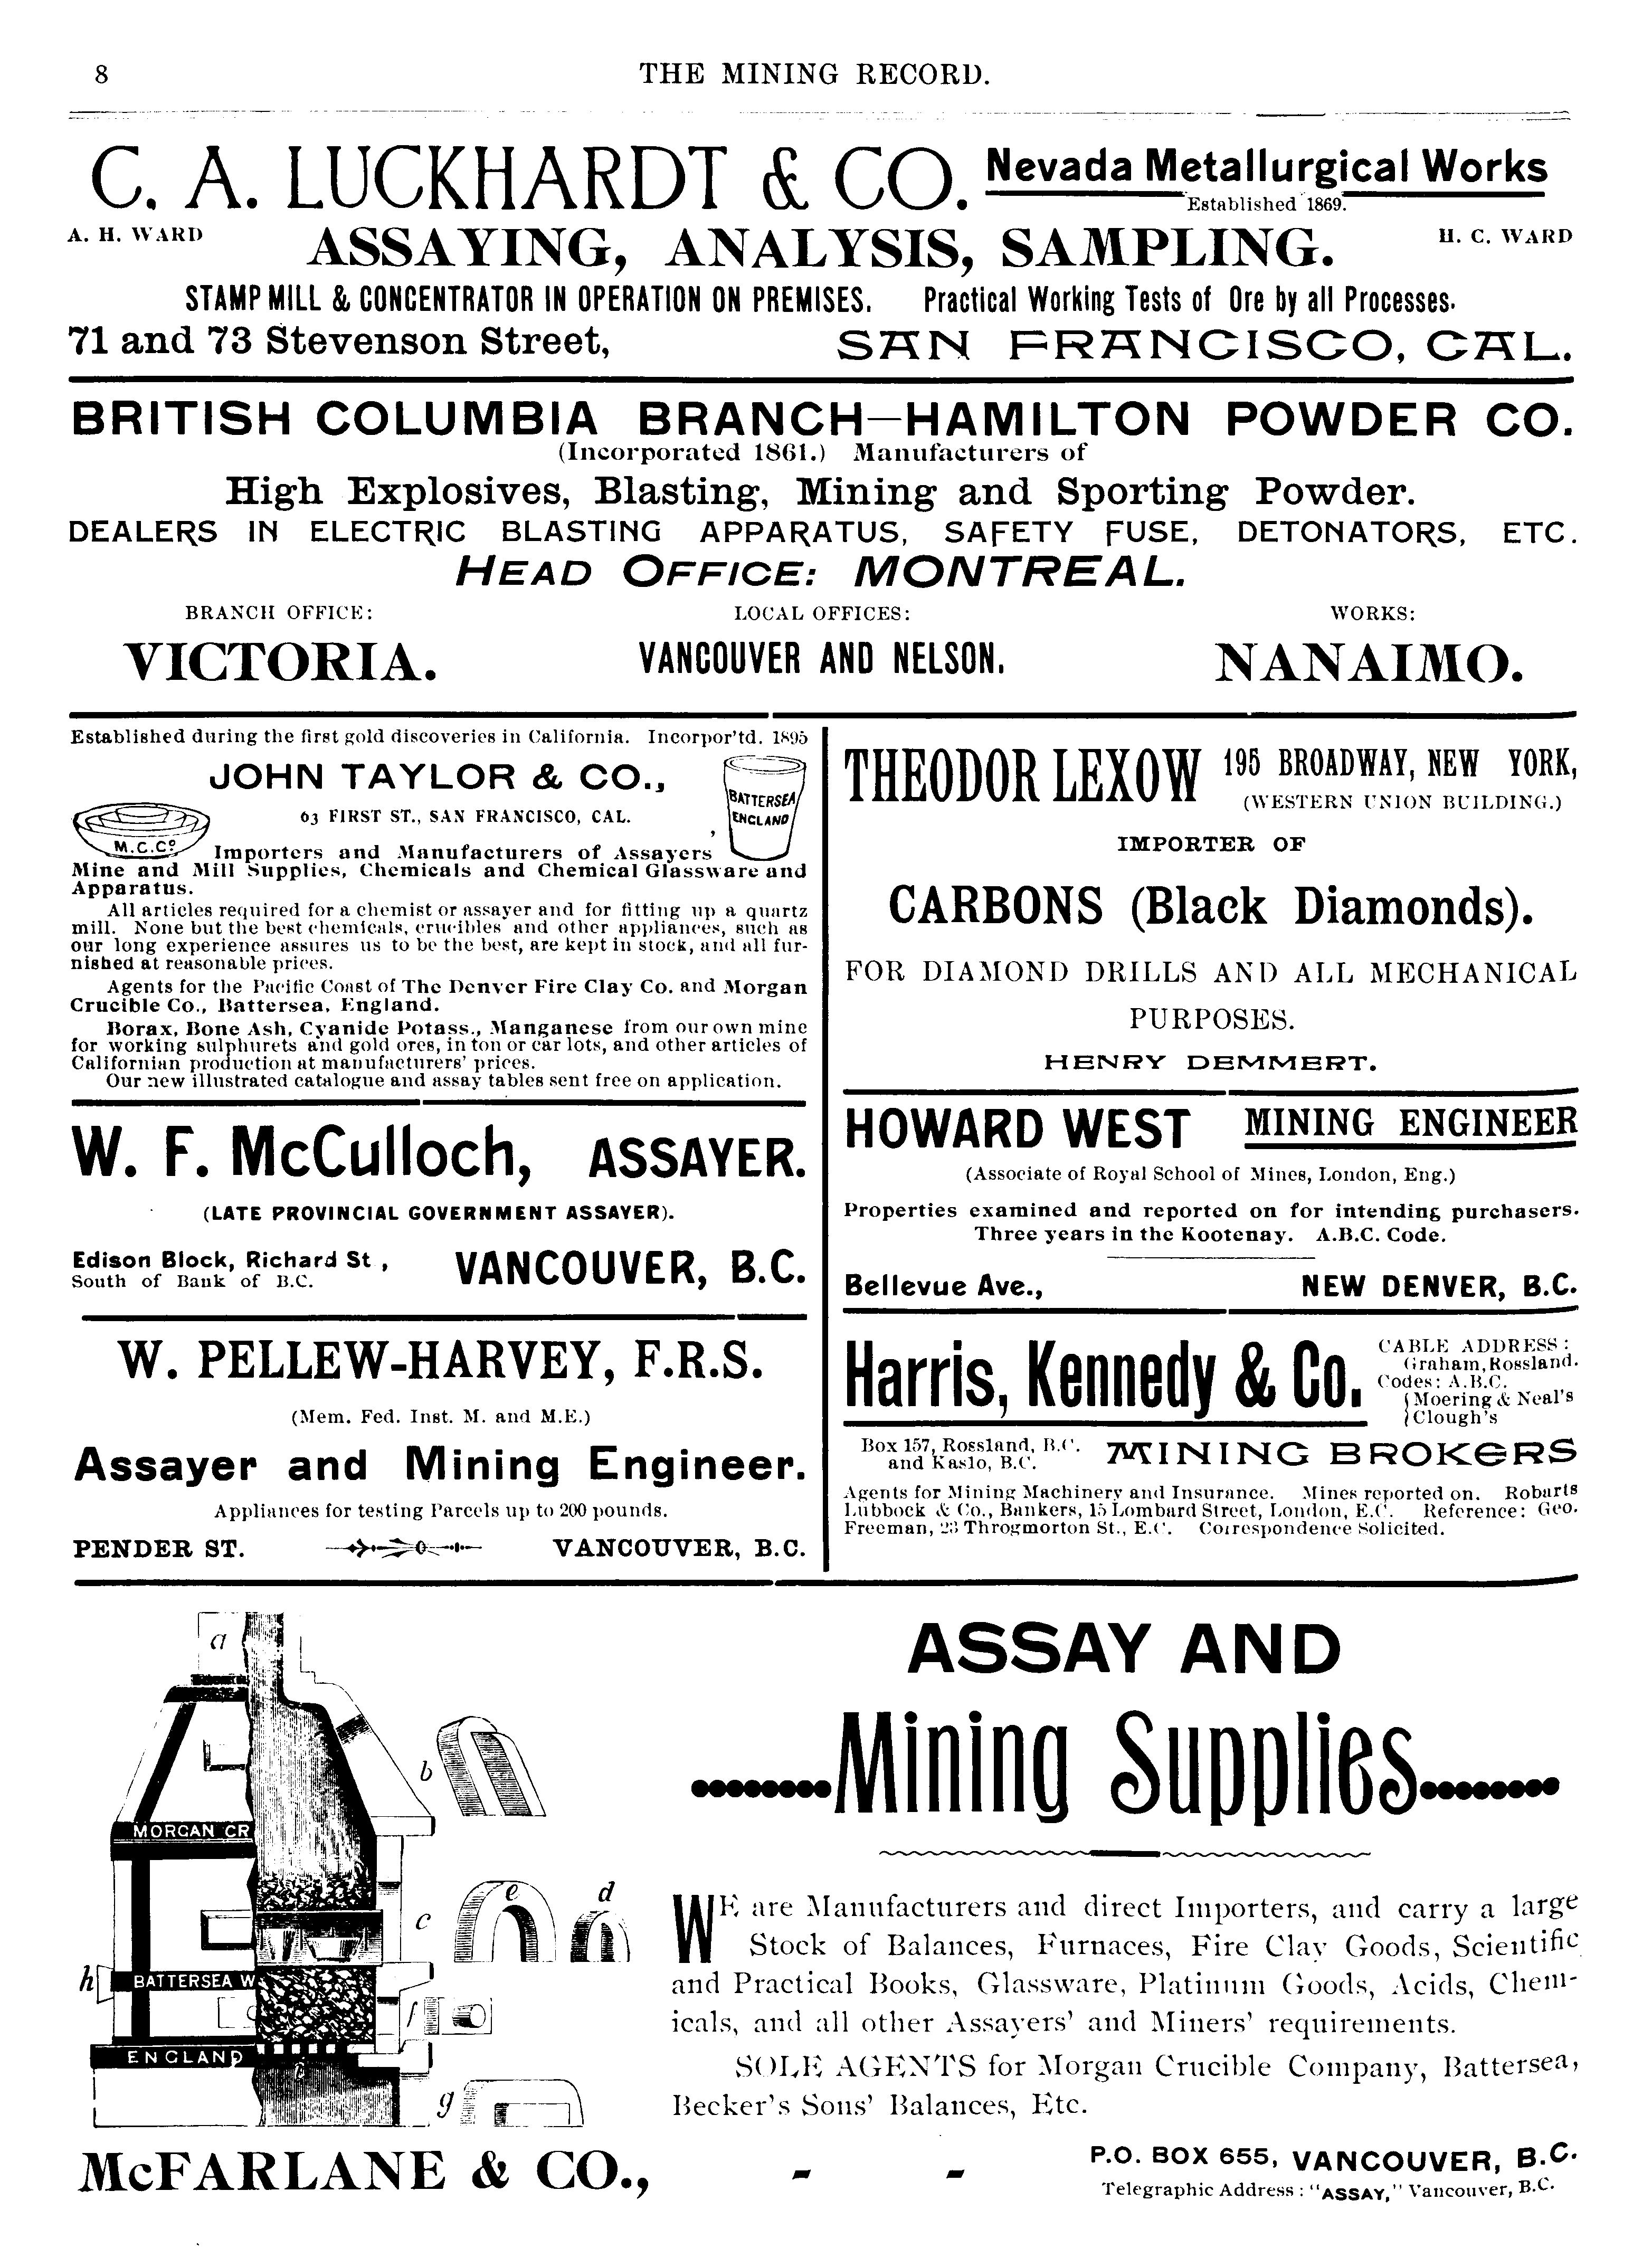 8
THE MINING RECORD.
C. A. LUCKHARDT & CO.
Nevada Metallurgical Works
Established 1869.
A. H. WARD
ASSAYING, ANALYSIS, SAMPLING.
H. C. WARD
STAMP MILL & CONCENTRATOR IN OPERATION ON PREMISES. Practical Working Tests of Ore by all Processes.
71 and 73 Stevenson Street, SAN FRANCISCO, CAL.
BRITISH COLUMBIA BRANCH—HAMILTON POWDER CO.
(Incorporated 1861.) Manufacturers of
High Explosives, Blasting, Mining and Sporting Powder.
DEALERS IN ELECTRIC BLASTING APPARATUS, SAFETY FUSE, DETONATORS, ETC.
HEAD OFFICE: MONTREAL.
BRANCH OFFICE: LOCAL OFFICES: WORKS:
VICTORIA. VANCOUVER AND NELSON. NANAIMO.
Established during the first gold discoveries in California. Incorpor'td. 1895
JOHN TAYLOR & CO.,
63 FIRST ST., SAN FRANCISCO, CAL.
BATTERSEA
ENGLAND
M.C.Co
Importers and Manufacturers of Assayers'
Mine and Mill Supplies, Chemicals and Chemical Glassware and
Apparatus.
All articles required for a chemist or assayer and for fitting up a quartz
mill. None but the best chemicals, crucibles and other appliances, such as
our long experience assures us to be the best, are kept in stock, and all fur-
nished at reasonable prices.
Agents for the Pacific Coast of The Denver Fire Clay Co. and Morgan
Crucible Co., Battersea, England.
Borax, Bone Ash, Cyanide Potass., Manganese from our own mine
for working sulphurets and gold ores, in ton or car lots, and other articles of
Californian production at manufacturers' prices.
Our new illustrated catalogue and assay tables sent free on application.
W. F. McCulloch, ASSAYER.
(LATE PROVINCIAL GOVERNMENT ASSAYER).
Edison Block, Richard St,
South of Bank of B.C.
VANCOUVER, B.C.
W. PELLEW-HARVEY, F.R.S.
(Mem. Fed. Inst. M. and M.E.)
Assayer and Mining Engineer.
Appliances for testing Parcels up to 200 pounds.
PENDER ST. VANCOUVER, B.C.
THEODOR LEXOW
195 BROADWAY, NEW YORK,
(WESTERN UNION BUILDING.)
IMPORTER OF
CARBONS (Black Diamonds).
FOR DIAMOND DRILLS AND ALL MECHANICAL
PURPOSES.
HENRY DEMMERT.
HOWARD WEST MINING ENGINEER
(Associate of Royal School of Mines, London, Eng.)
Properties examined and reported on for intending purchasers.
Three years in the Kootenay. A.B.C. Code.
Bellevue Ave., NEW DENVER, B.C.
Harris, Kennedy & Co.
CABLE ADDRESS:
Graham, Rossland.
Codes: A.B.C.
Moering & Neal's
Clough's
Box 157, Rossland, B.C.
and Kaslo, B.C.
MINING BROKERS
Agents for Mining Machinery and Insurance. Mines reported on. Robarts
Lubbock & Co., Bankers, 15 Lombard Street, London, E.C. Reference: Geo.
Freeman, 23 Throgmorton St., E.C. Correspondence Solicited.
a
b
MORGAN CR
e
d
c
h
BATTERSEA W
f
ENGLAND
g
ASSAY AND
Mining Supplies
WE are Manufacturers and direct Importers, and carry a large
Stock of Balances, Furnaces, Fire Clay Goods, Scientific
and Practical Books, Glassware, Platinum Goods, Acids, Chem-
icals, and all other Assayers' and Miners' requirements.
SOLE AGENTS for Morgan Crucible Company, Battersea,
Becker's Sons' Balances, Etc.
McFARLANE & CO., - - P.O. BOX 655, VANCOUVER, B.C.
Telegraphic Address: "ASSAY," Vancouver, B.C.